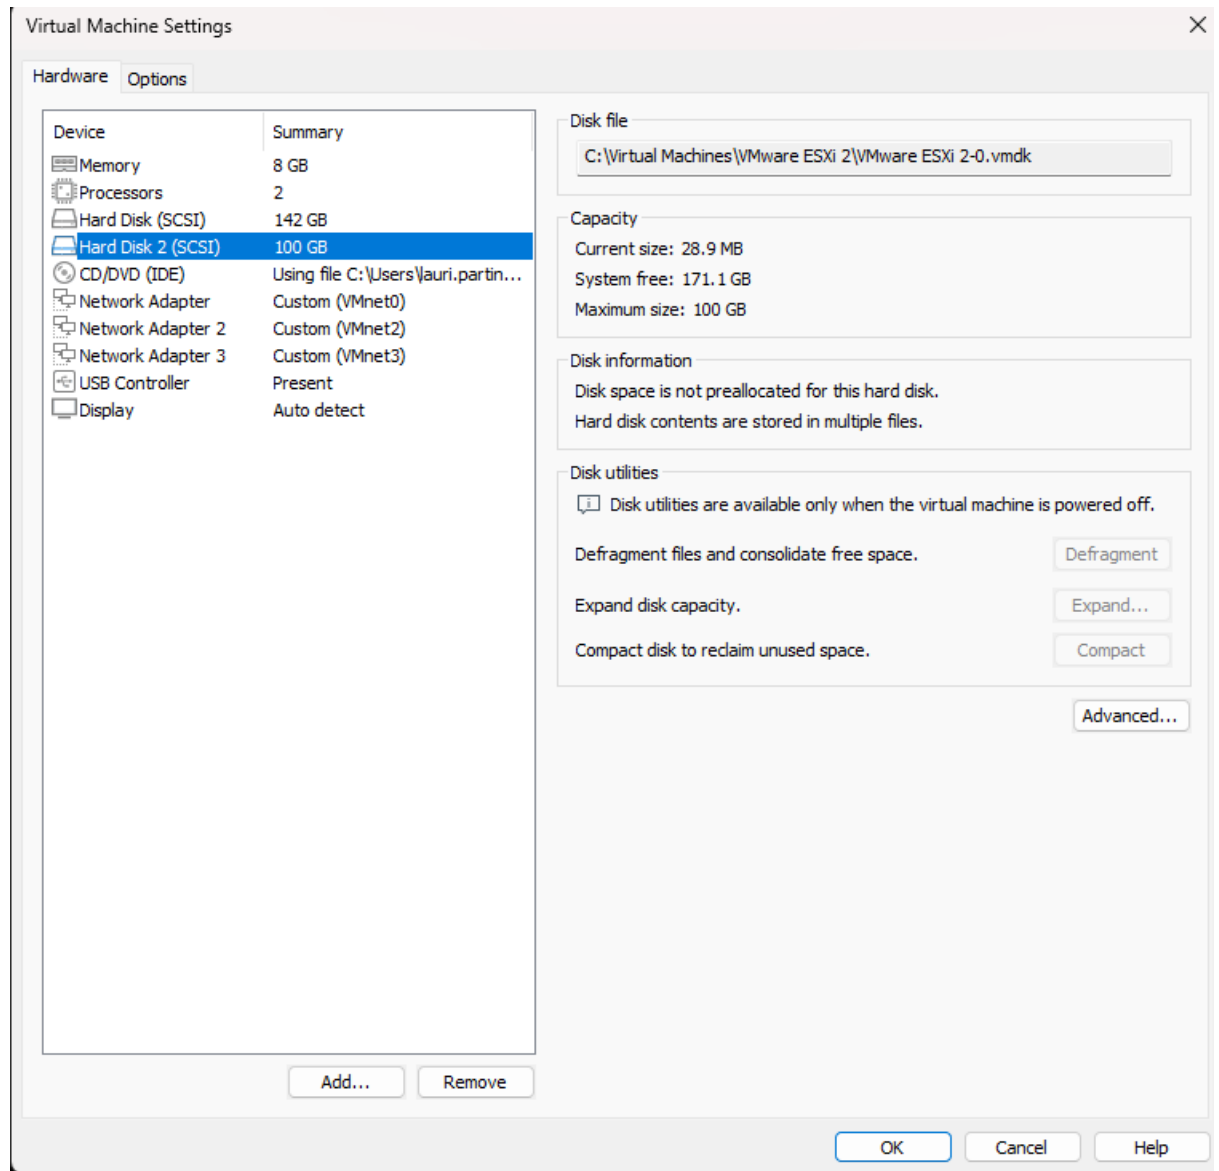 Virtual Machine Settings
Hardware Options
Device Summary
Memory 8 GB
Processors 2
Hard Disk (SCSI) 142 GB
Hard Disk 2 (SCSI) 100 GB
CD/DVD (IDE) Using file C:\Users\lauri.partin...
Network Adapter Custom (VMnet0)
Network Adapter 2 Custom (VMnet2)
Network Adapter 3 Custom (VMnet3)
USB Controller Present
Display Auto detect
Add... Remove
Disk file
C:\Virtual Machines\VMware ESXi 2\VMware ESXi 2-0.vmdk
Capacity
Current size: 28.9 MB
System free: 171.1 GB
Maximum size: 100 GB
Disk information
Disk space is not preallocated for this hard disk.
Hard disk contents are stored in multiple files.
Disk utilities
Disk utilities are available only when the virtual machine is powered off.
Defragment files and consolidate free space. Defragment
Expand disk capacity. Expand...
Compact disk to reclaim unused space. Compact
Advanced...
OK Cancel Help